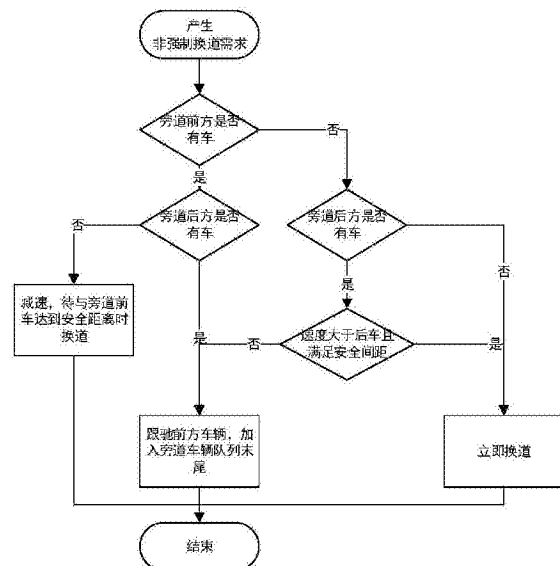 产生
非强制换道需求
旁道前方是否
有车
否
是
旁道后方是否
有车
旁道后方是否
有车
否
否
是
减速，待与旁道前
车达到安全距离时
换道
速度大于后车且
满足安全间距
是
否
是
跟驰前方车辆，加
入旁道车辆队列末
尾
立即换道
结束